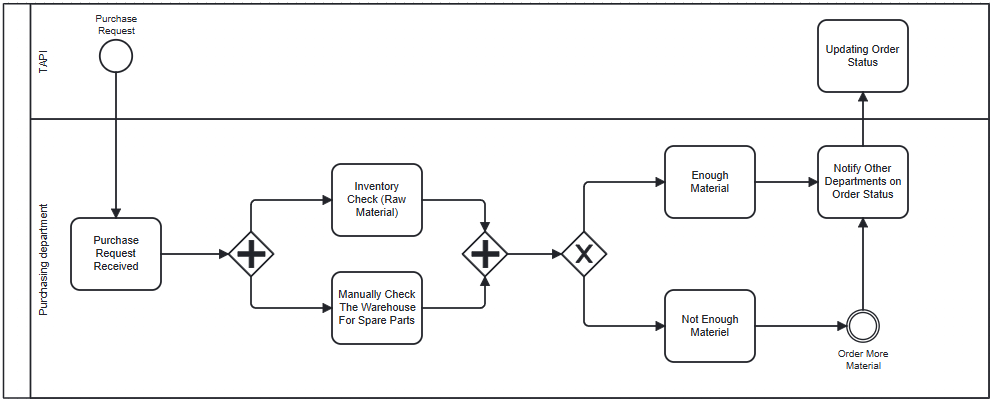 Purchase
Request
TAPI
Updating Order
Status
Purchasing department
Purchase
Request
Received
Inventory
Check (Raw
Material)
Manually Check
The Warehouse
For Spare Parts
X
Enough
Material
Notify Other
Departments on
Order Status
Not Enough
Materiel
Order More
Material